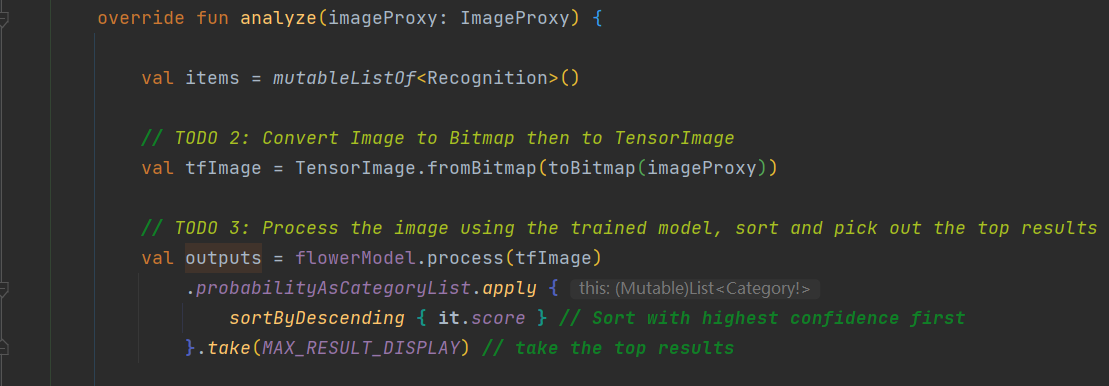 override fun analyze(imageProxy: ImageProxy) {
val items = mutableListOf<Recognition>()
// TODO 2: Convert Image to Bitmap then to TensorImage
val tfImage = TensorImage.fromBitmap(toBitmap(imageProxy))
// TODO 3: Process the image using the trained model, sort and pick out the top results
val outputs = flowerModel.process(tfImage)
.probabilityAsCategoryList.apply { this: (Mutable)List<Category!>
sortByDescending { it.score } // Sort with highest confidence first
}.take(MAX_RESULT_DISPLAY) // take the top results